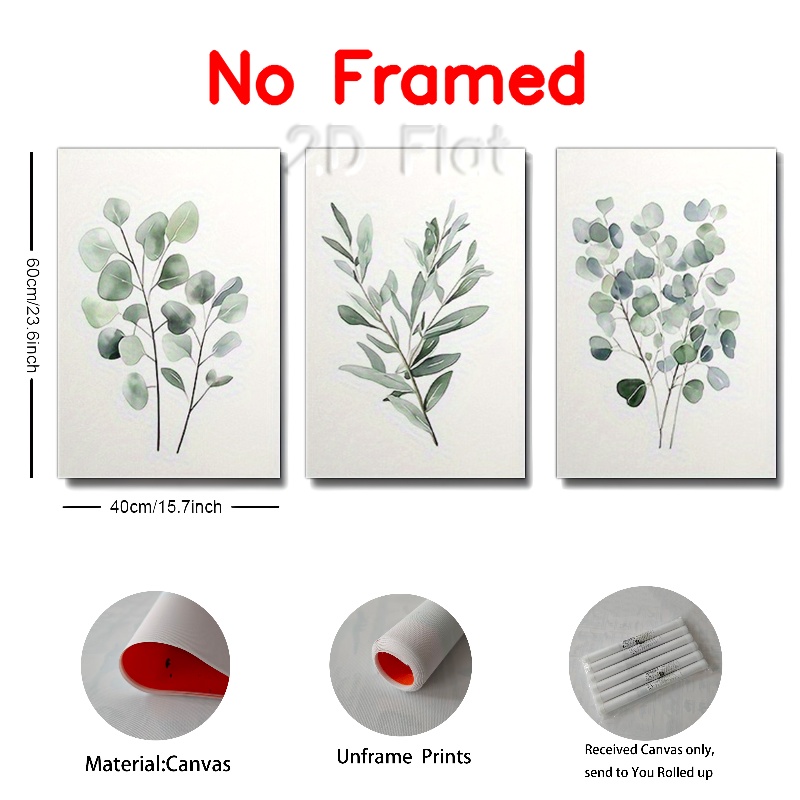 No Framed
2D Flat
60cm/23.6inch
40cm/15.7inch
Material:Canvas
Unframe Prints
Received Canvas only,
send to You Rolled up